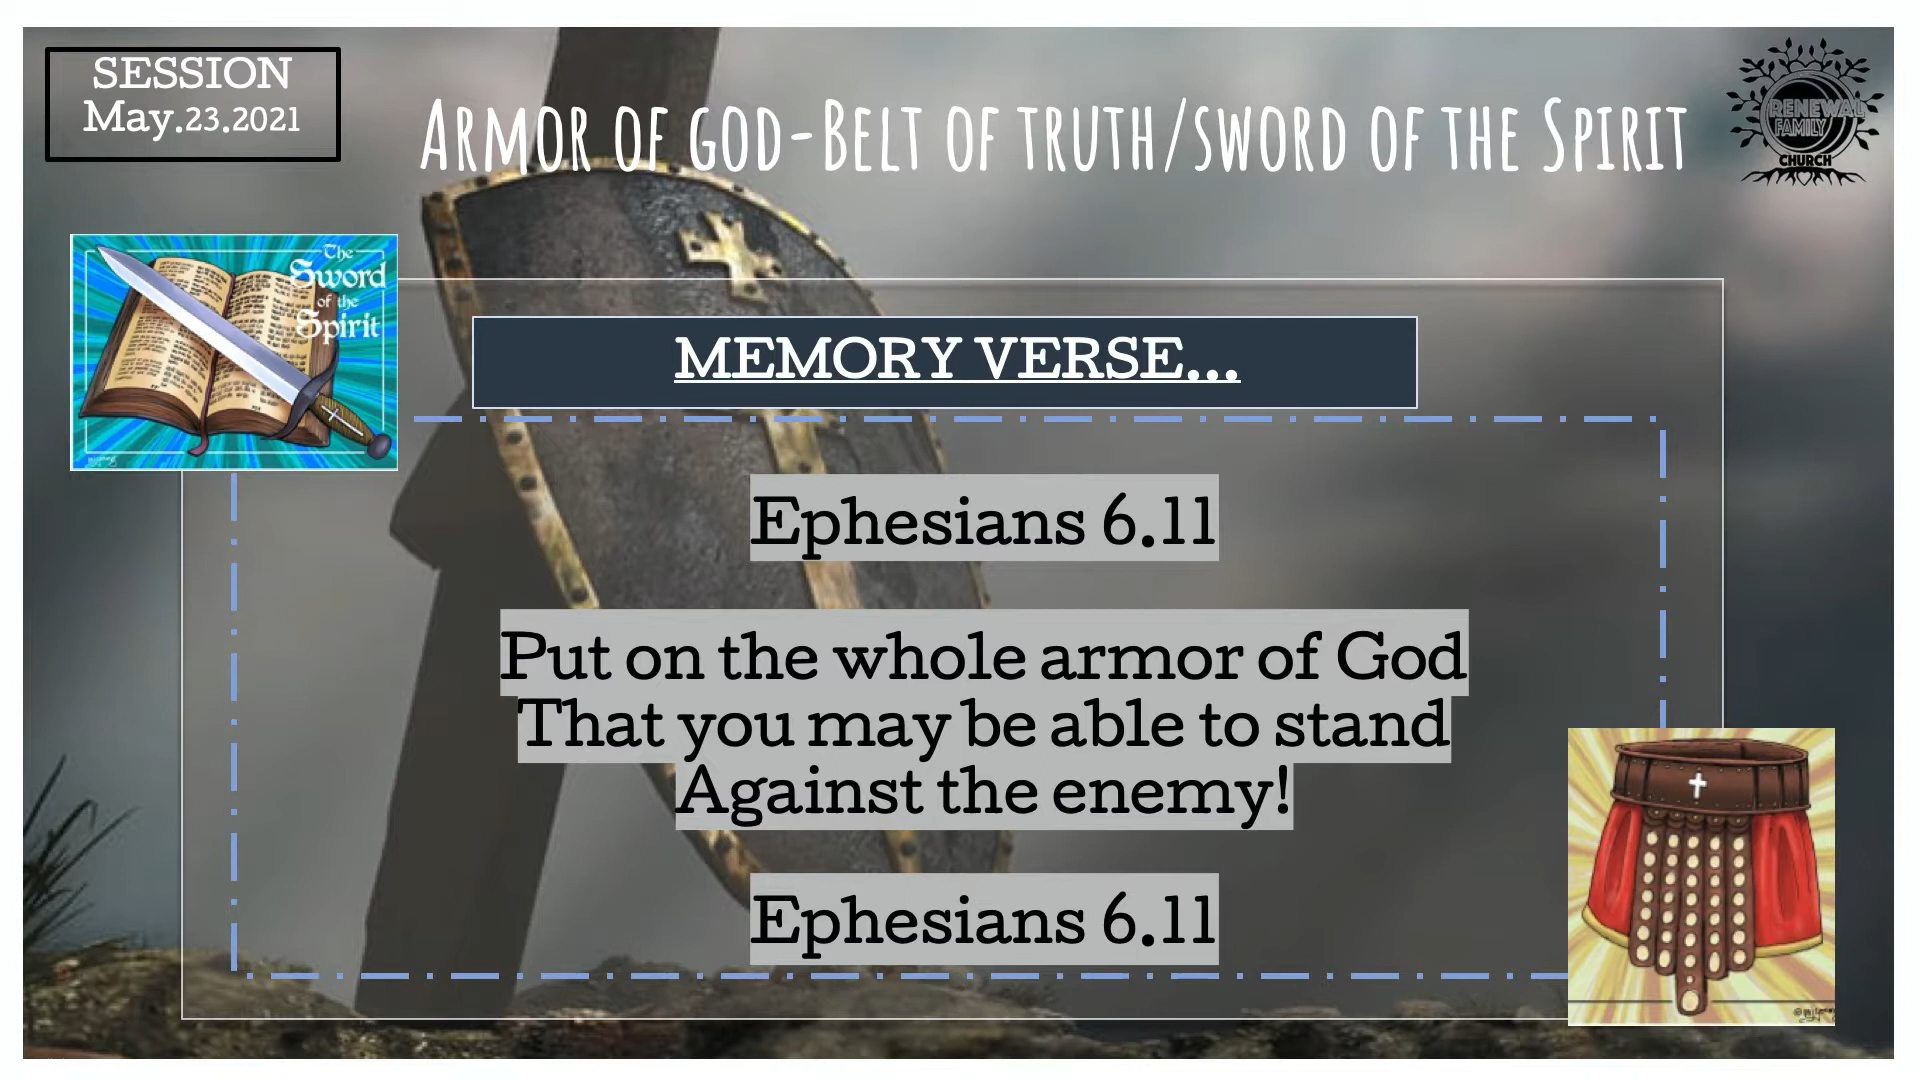 SESSION
May.23.2021
Armor of god-Belt of truth/sword of the Spirit
RENEWAL
FAMILY
CHURCH
The
Sword
of the
Spirit
MEMORY VERSE...
Ephesians 6.11
Put on the whole armor of God
That you may be able to stand
Against the enemy!
Ephesians 6.11